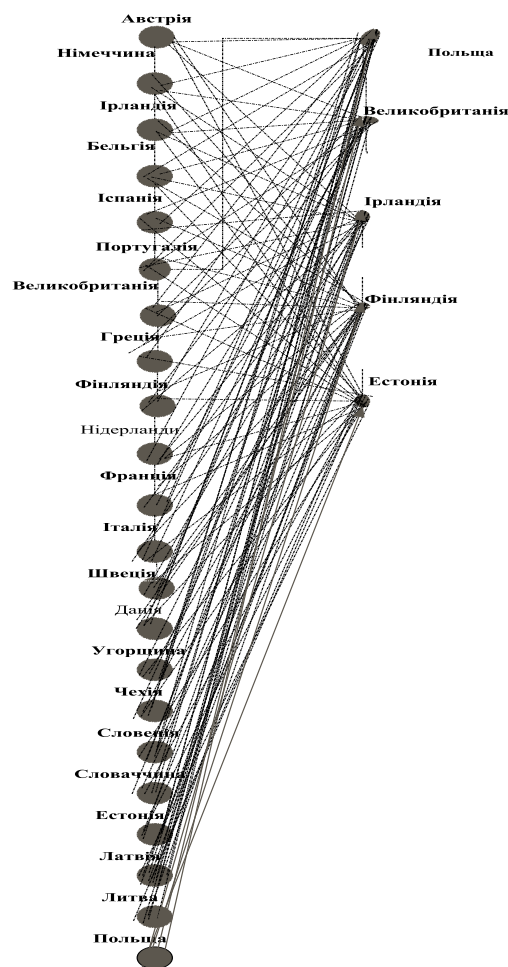 Австрія
Німеччина
Ірландія
Бельгія
Іспанія
Португалія
Великобританія
Греція
Фінляндія
Нідерланди
Франція
Італія
Швеція
Данія
Угорщина
Чехія
Словенія
Словаччина
Естонія
Латвія
Литва
Польща
Польща
Великобританія
Ірландія
Фінляндія
Естонія